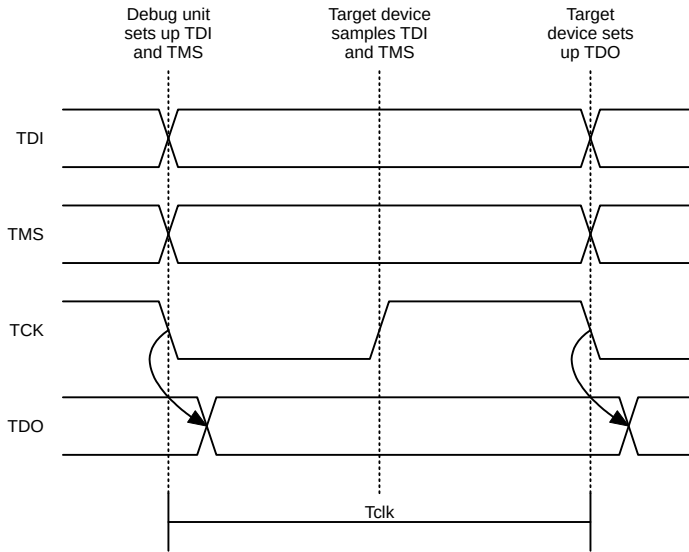 Debug unit
sets up TDI
and TMS
Target device
samples TDI
and TMS
Target
device sets
up TDO
TDI
TMS
TCK
TDO
Tclk